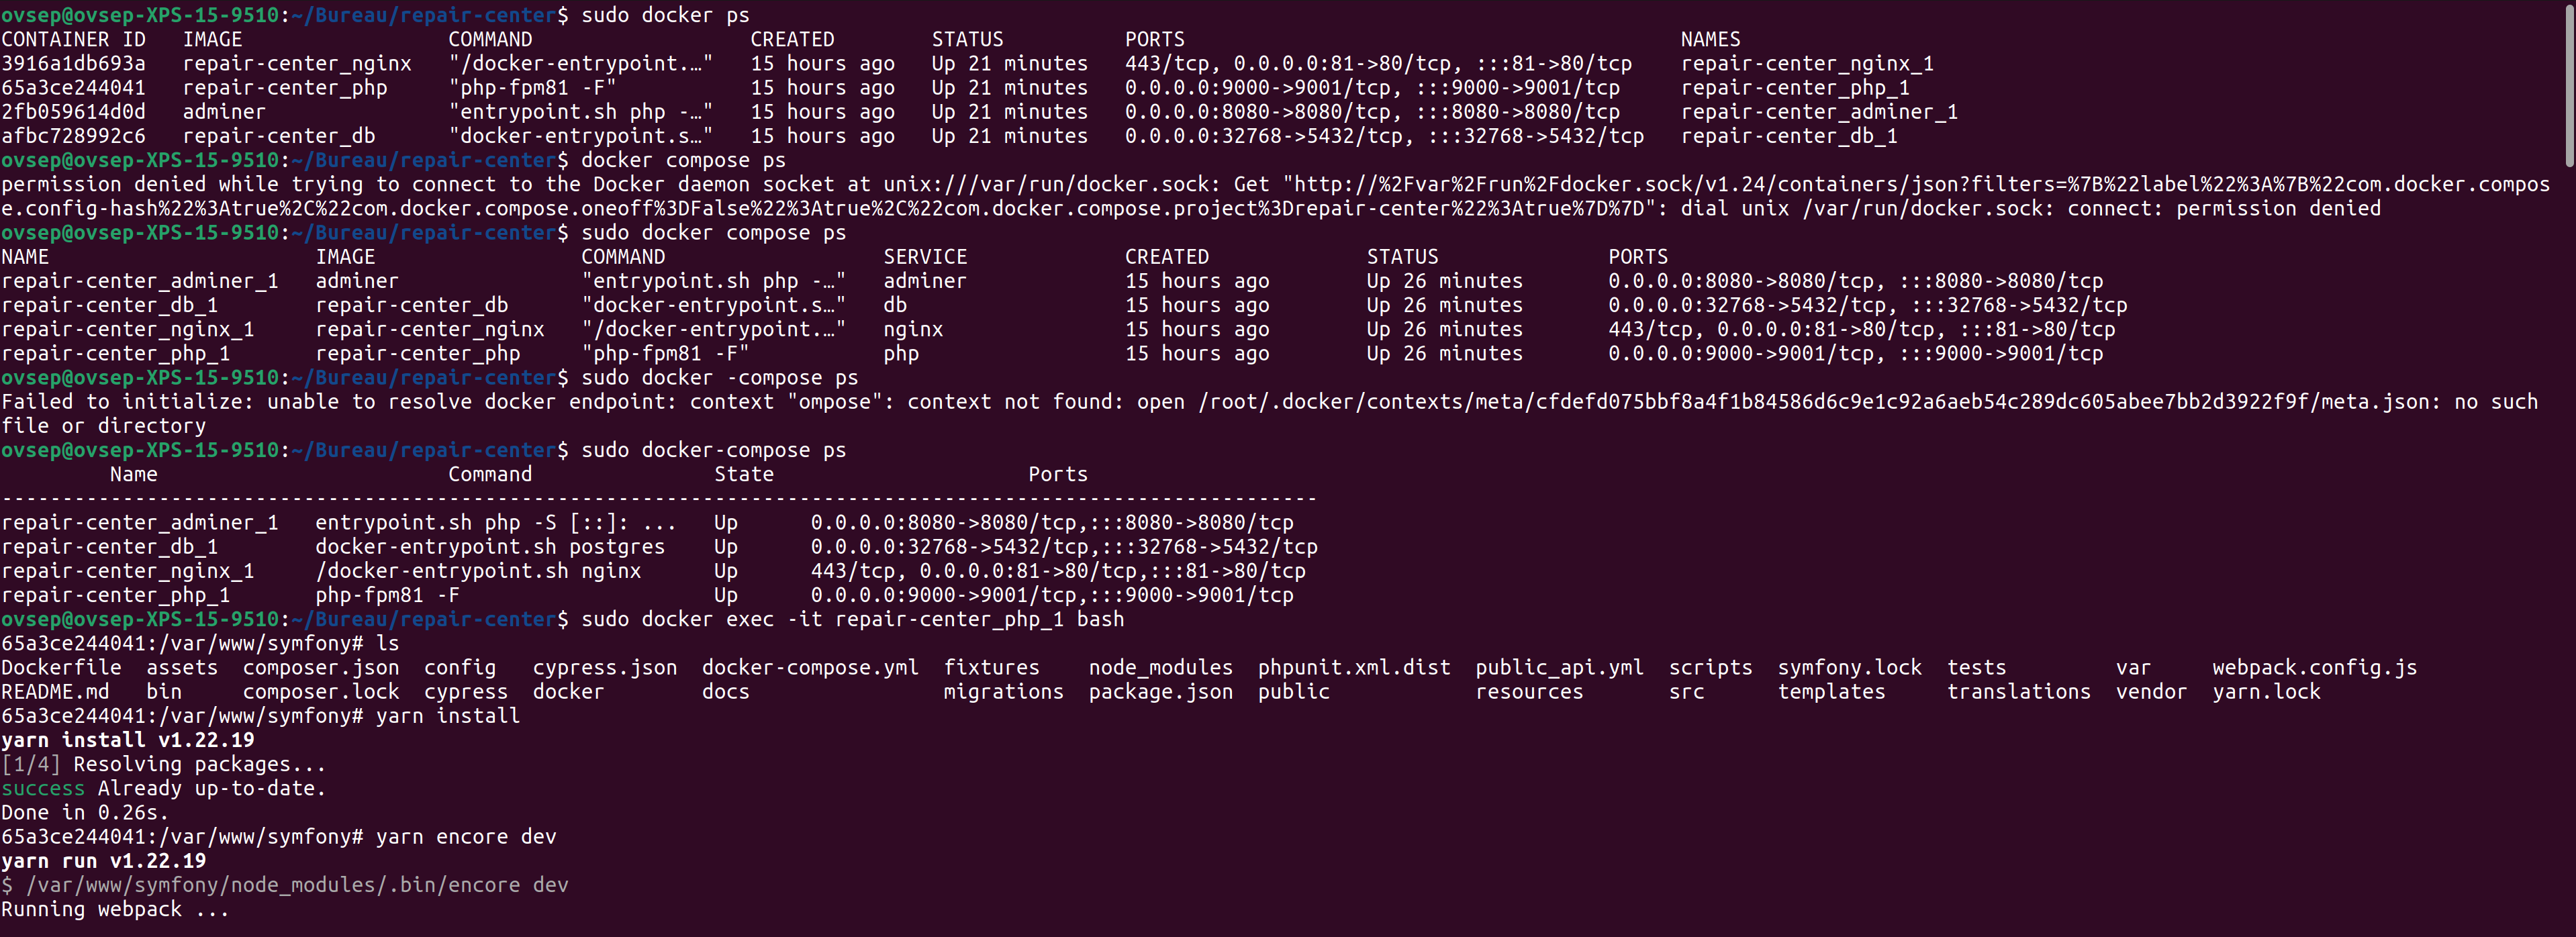 ovsep@ovsep-XPS-15-9510:~/Bureau/repair-center$ sudo docker ps
CONTAINER ID   IMAGE                 COMMAND                  CREATED        STATUS          PORTS                                         NAMES
3916a1db693a   repair-center_nginx   "/docker-entrypoint.…"   15 hours ago   Up 21 minutes   443/tcp, 0.0.0.0:81->80/tcp, :::81->80/tcp    repair-center_nginx_1
65a3ce244041   repair-center_php     "php-fpm81 -F"           15 hours ago   Up 21 minutes   0.0.0.0:9000->9001/tcp, :::9000->9001/tcp     repair-center_php_1
2fb059614d0d   adminer               "entrypoint.sh php -…"   15 hours ago   Up 21 minutes   0.0.0.0:8080->8080/tcp, :::8080->8080/tcp     repair-center_adminer_1
afbc728992c6   repair-center_db      "docker-entrypoint.s…"   15 hours ago   Up 21 minutes   0.0.0.0:32768->5432/tcp, :::32768->5432/tcp   repair-center_db_1
ovsep@ovsep-XPS-15-9510:~/Bureau/repair-center$ docker compose ps
permission denied while trying to connect to the Docker daemon socket at unix:///var/run/docker.sock: Get "http://%2Fvar%2Frun%2Fdocker.sock/v1.24/containers/json?filters=%7B%22label%22%3A%7B%22com.docker.compos
e.config-hash%22%3Atrue%2C%22com.docker.compose.oneoff%3DFalse%22%3Atrue%2C%22com.docker.compose.project%3Drepair-center%22%3Atrue%7D%7D": dial unix /var/run/docker.sock: connect: permission denied
ovsep@ovsep-XPS-15-9510:~/Bureau/repair-center$ sudo docker compose ps
NAME                      IMAGE                 COMMAND                  SERVICE             CREATED             STATUS              PORTS
repair-center_adminer_1   adminer               "entrypoint.sh php -…"   adminer             15 hours ago        Up 26 minutes       0.0.0.0:8080->8080/tcp, :::8080->8080/tcp
repair-center_db_1        repair-center_db      "docker-entrypoint.s…"   db                  15 hours ago        Up 26 minutes       0.0.0.0:32768->5432/tcp, :::32768->5432/tcp
repair-center_nginx_1     repair-center_nginx   "/docker-entrypoint.…"   nginx               15 hours ago        Up 26 minutes       443/tcp, 0.0.0.0:81->80/tcp, :::81->80/tcp
repair-center_php_1       repair-center_php     "php-fpm81 -F"           php                 15 hours ago        Up 26 minutes       0.0.0.0:9000->9001/tcp, :::9000->9001/tcp
ovsep@ovsep-XPS-15-9510:~/Bureau/repair-center$ sudo docker -compose ps
Failed to initialize: unable to resolve docker endpoint: context "ompose": context not found: open /root/.docker/contexts/meta/cfdefd075bbf8a4f1b84586d6c9e1c92a6aeb54c289dc605abee7bb2d3922f9f/meta.json: no such
file or directory
ovsep@ovsep-XPS-15-9510:~/Bureau/repair-center$ sudo docker-compose ps
         Name                        Command               State                          Ports
-------------------------------------------------------------------------------------------------------------
repair-center_adminer_1   entrypoint.sh php -S [::]: ...   Up      0.0.0.0:8080->8080/tcp,:::8080->8080/tcp
repair-center_db_1        docker-entrypoint.sh postgres    Up      0.0.0.0:32768->5432/tcp,:::32768->5432/tcp
repair-center_nginx_1     /docker-entrypoint.sh nginx      Up      443/tcp, 0.0.0.0:81->80/tcp,:::81->80/tcp
repair-center_php_1       php-fpm81 -F                     Up      0.0.0.0:9000->9001/tcp,:::9000->9001/tcp
ovsep@ovsep-XPS-15-9510:~/Bureau/repair-center$ sudo docker exec -it repair-center_php_1 bash
65a3ce244041:/var/www/symfony# ls
Dockerfile  assets  composer.json  config   cypress.json  docker-compose.yml  fixtures    node_modules  phpunit.xml.dist  public_api.yml  scripts  symfony.lock  tests         var     webpack.config.js
README.md   bin     composer.lock  cypress  docker        docs                migrations  package.json  public            resources       src      templates     translations  vendor  yarn.lock
65a3ce244041:/var/www/symfony# yarn install
yarn install v1.22.19
[1/4] Resolving packages...
success Already up-to-date.
Done in 0.26s.
65a3ce244041:/var/www/symfony# yarn encore dev
yarn run v1.22.19
$ /var/www/symfony/node_modules/.bin/encore dev
Running webpack ...